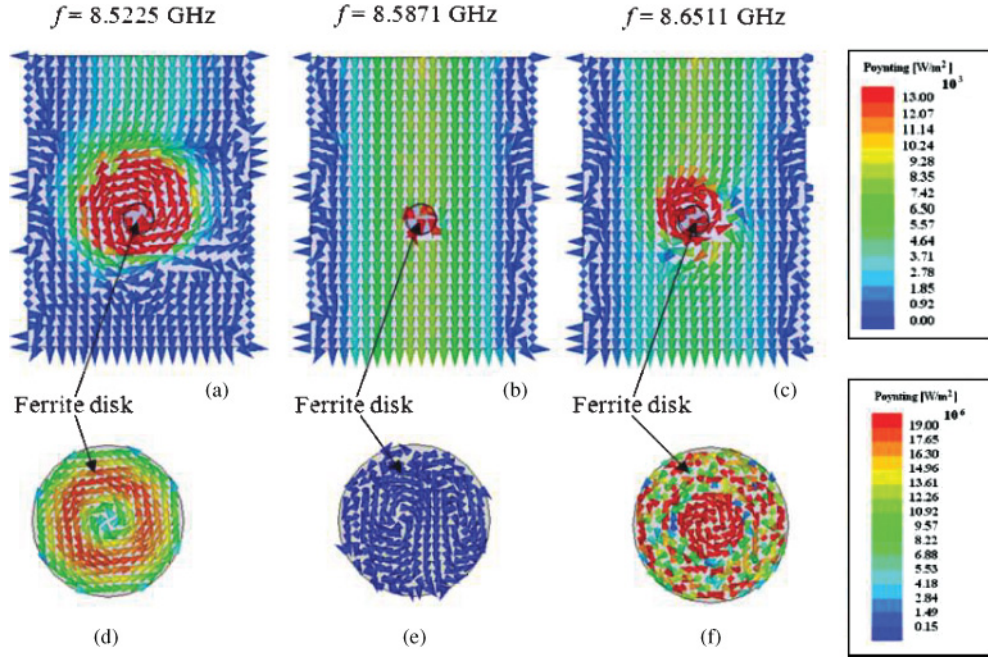 f = 8.5225 GHz
f = 8.5871 GHz
f = 8.6511 GHz
Poynting [W/m²]
10³
13.00
12.07
11.14
10.24
9.28
8.35
7.42
6.50
5.57
4.64
3.71
2.78
1.85
0.92
0.00
(a)
(b)
(c)
Ferrite disk
Ferrite disk
Ferrite disk
Poynting [W/m²]
10⁶
19.00
17.65
16.30
14.96
13.61
12.26
10.92
9.57
8.22
6.88
5.53
4.18
2.84
1.49
0.15
(d)
(e)
(f)